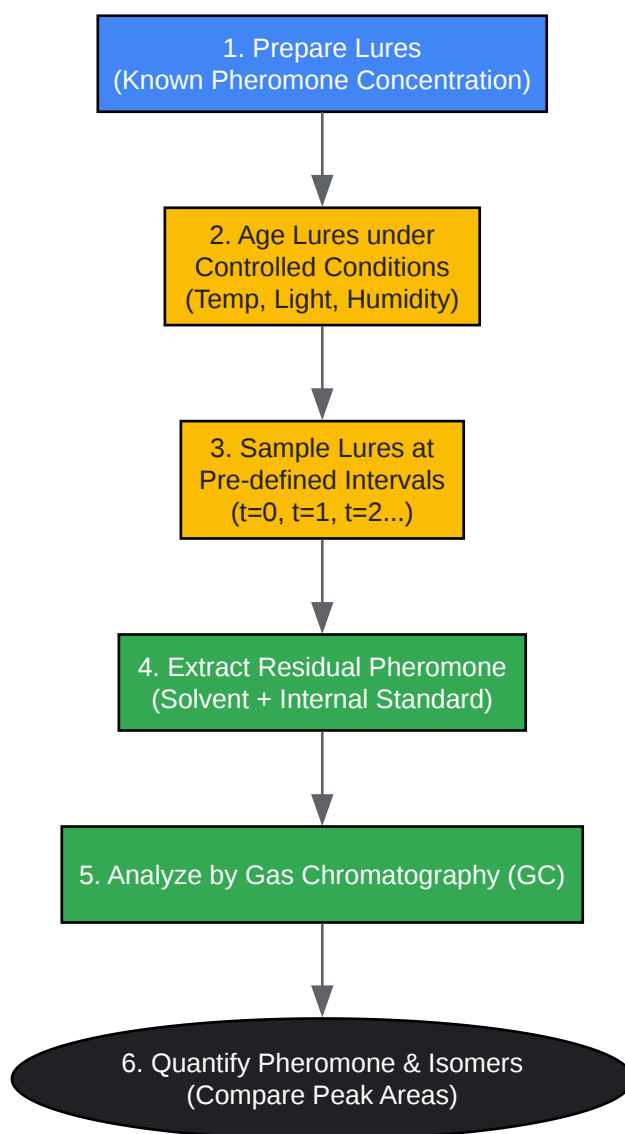 1. Prepare Lures
(Known Pheromone Concentration)
2. Age Lures under
Controlled Conditions
(Temp, Light, Humidity)
3. Sample Lures at
Pre-defined Intervals
(t=0, t=1, t=2...)
4. Extract Residual Pheromone
(Solvent + Internal Standard)
5. Analyze by Gas Chromatography (GC)
6. Quantify Pheromone & Isomers
(Compare Peak Areas)